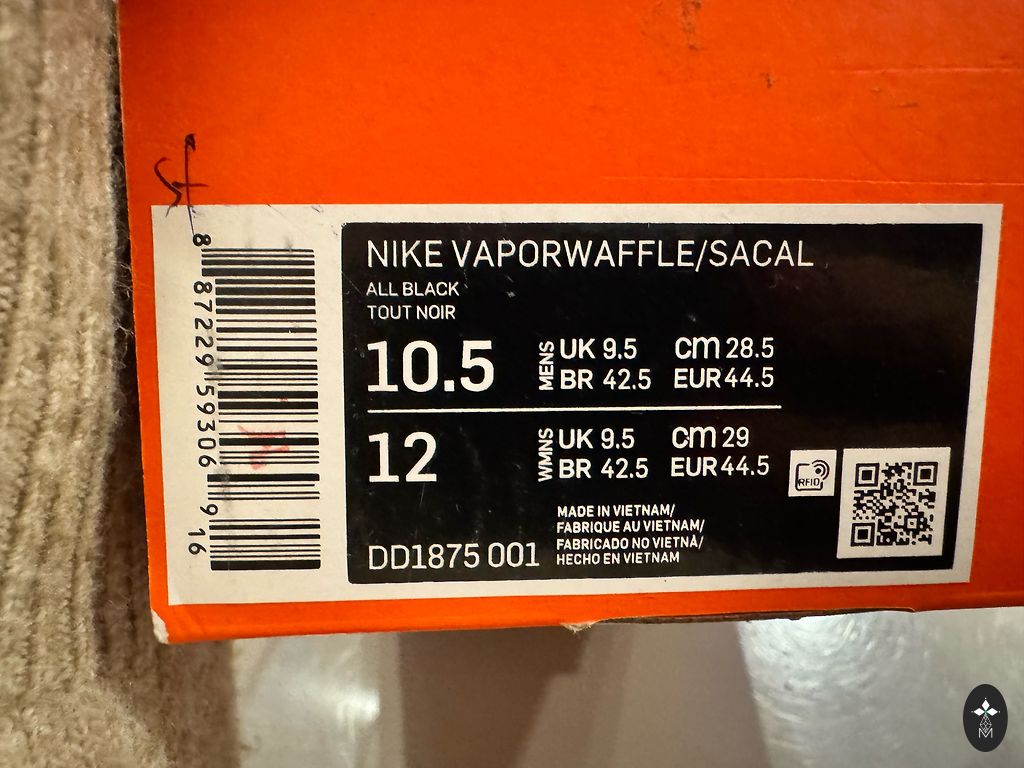 8 87229 59306 9 16
NIKE VAPORWAFFLE/SACAI
ALL BLACK
TOUT NOIR
10.5 MENS UK 9.5 CM 28.5
BR 42.5 EUR 44.5
12 WMNS UK 9.5 CM 29
BR 42.5 EUR 44.5
RFID
MADE IN VIETNAM/
FABRIQUE AU VIETNAM/
FABRICADO NO VIETNÃ/
HECHO EN VIETNAM
DD1875 001
M